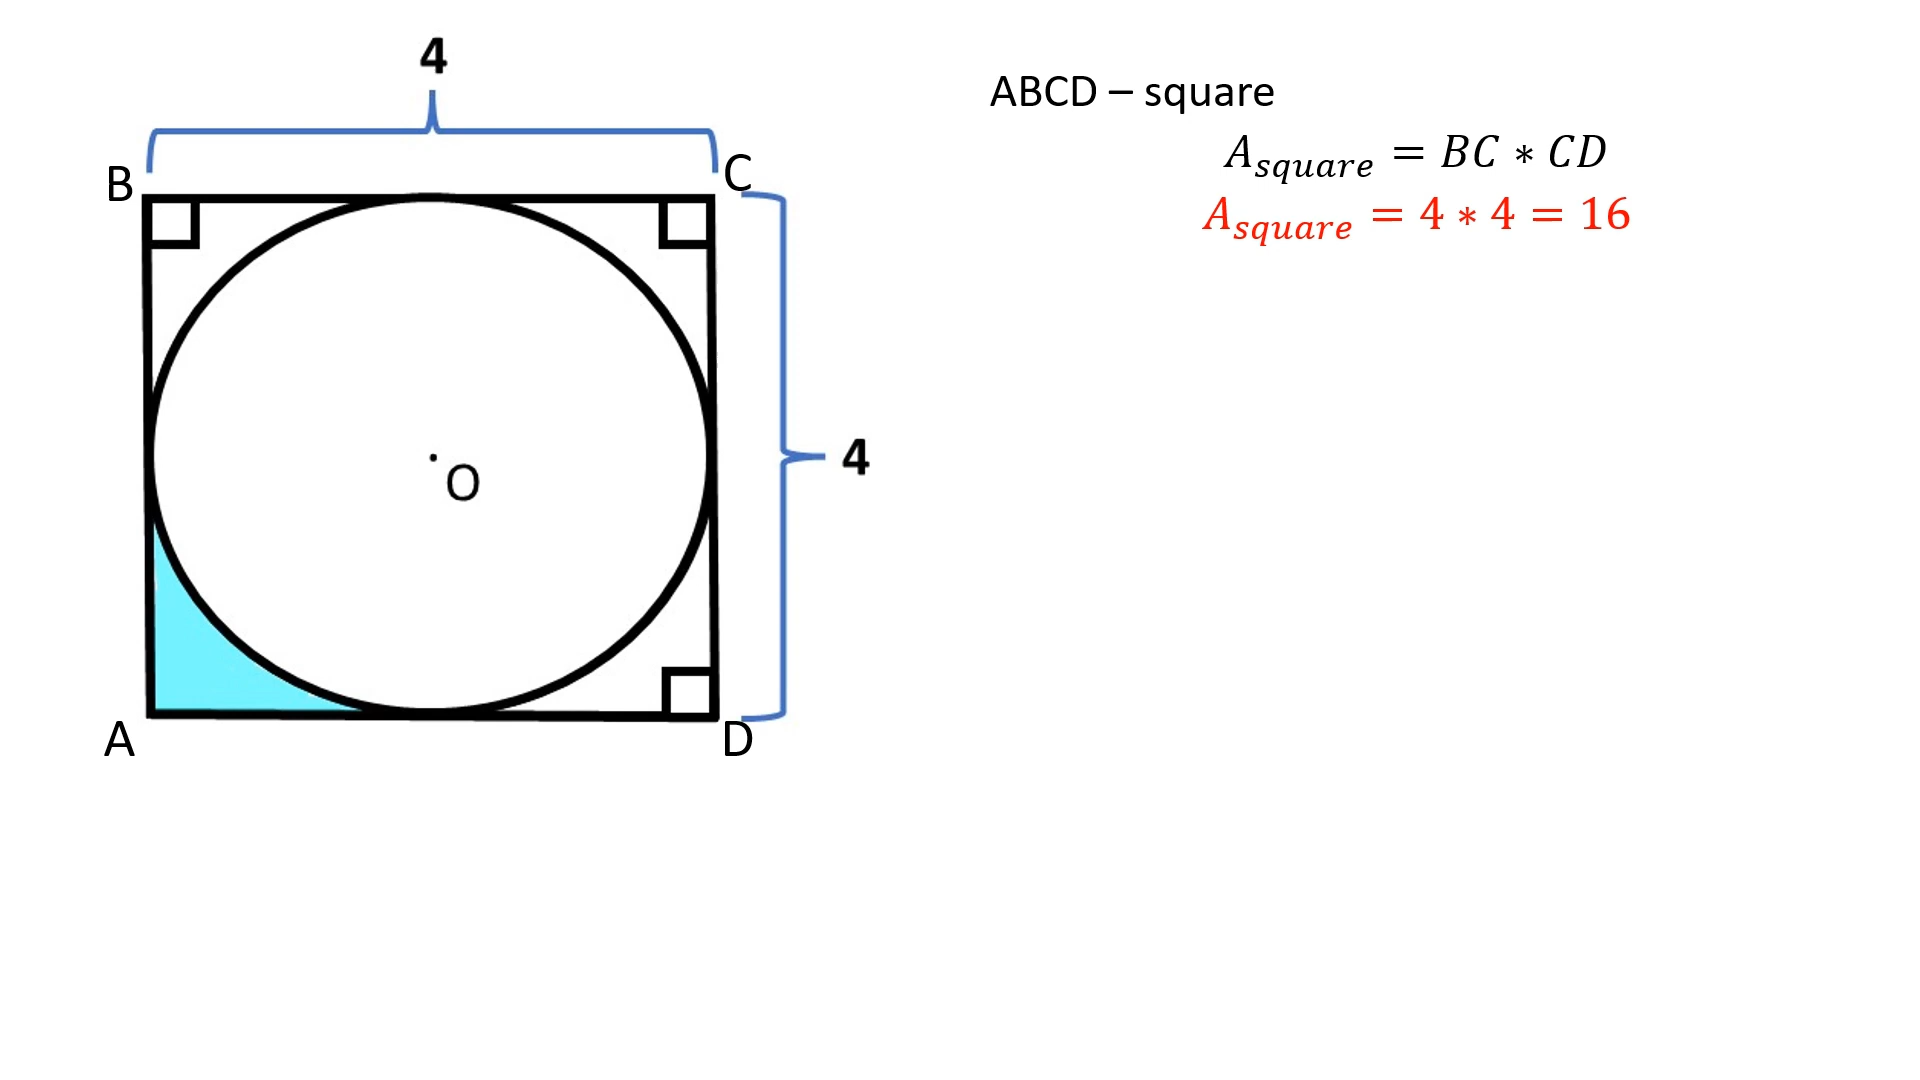 4
ABCD – square
A_square = BC ∗ CD
A_square = 4 ∗ 4 = 16
B
C
4
O
A
D